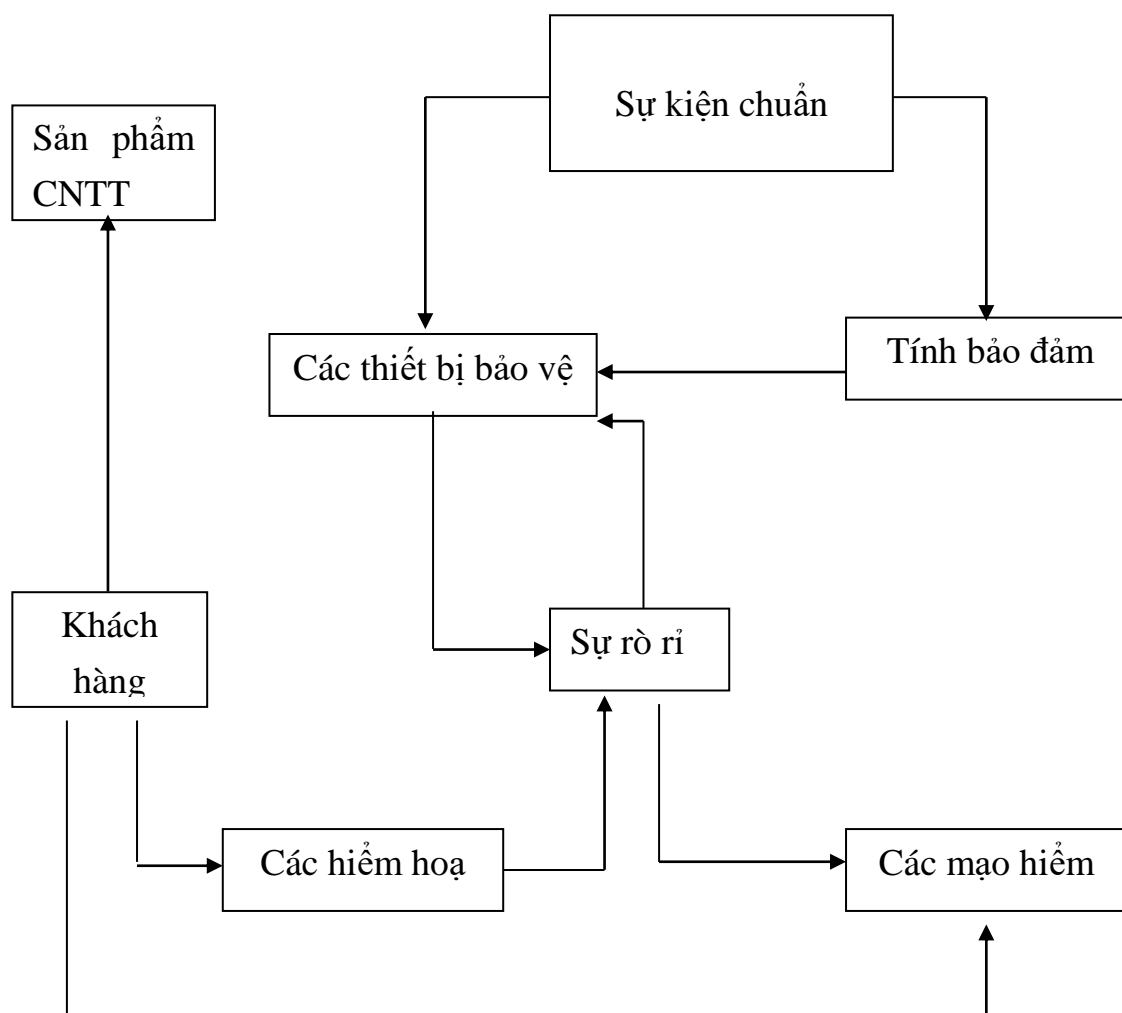 Sự kiện chuẩn
Sản phẩm
CNTT
Các thiết bị bảo vệ
Tính bảo đảm
Khách
hàng
Sự rò rỉ
Các hiểm hoạ
Các mạo hiểm